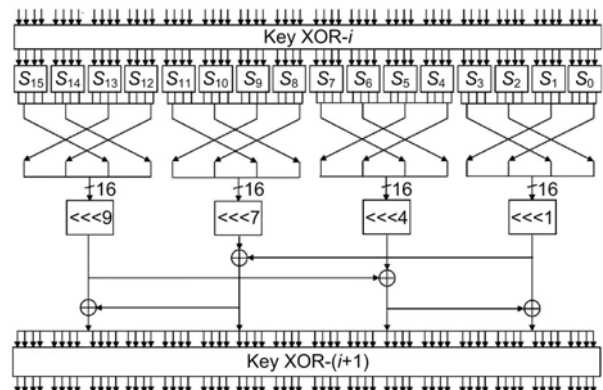 Key XOR-i
S15 S14 S13 S12 S11 S10 S9 S8 S7 S6 S5 S4 S3 S2 S1 S0
16 16 16 16
<<<9 <<<7 <<<4 <<<1
Key XOR-(i+1)